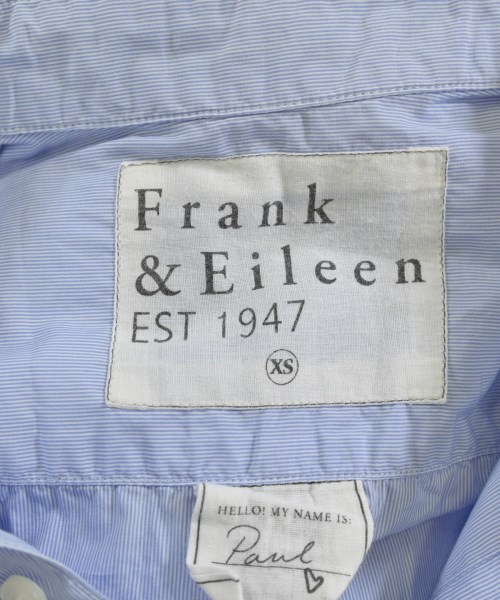 Frank
& Eileen
EST 1947
XS
HELLO! MY NAME IS:
Paul